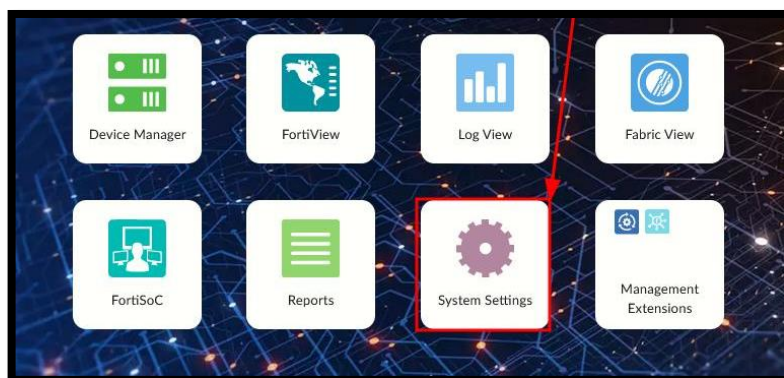 Device Manager
FortiView
Log View
Fabric View
FortiSoC
Reports
System Settings
Management
Extensions